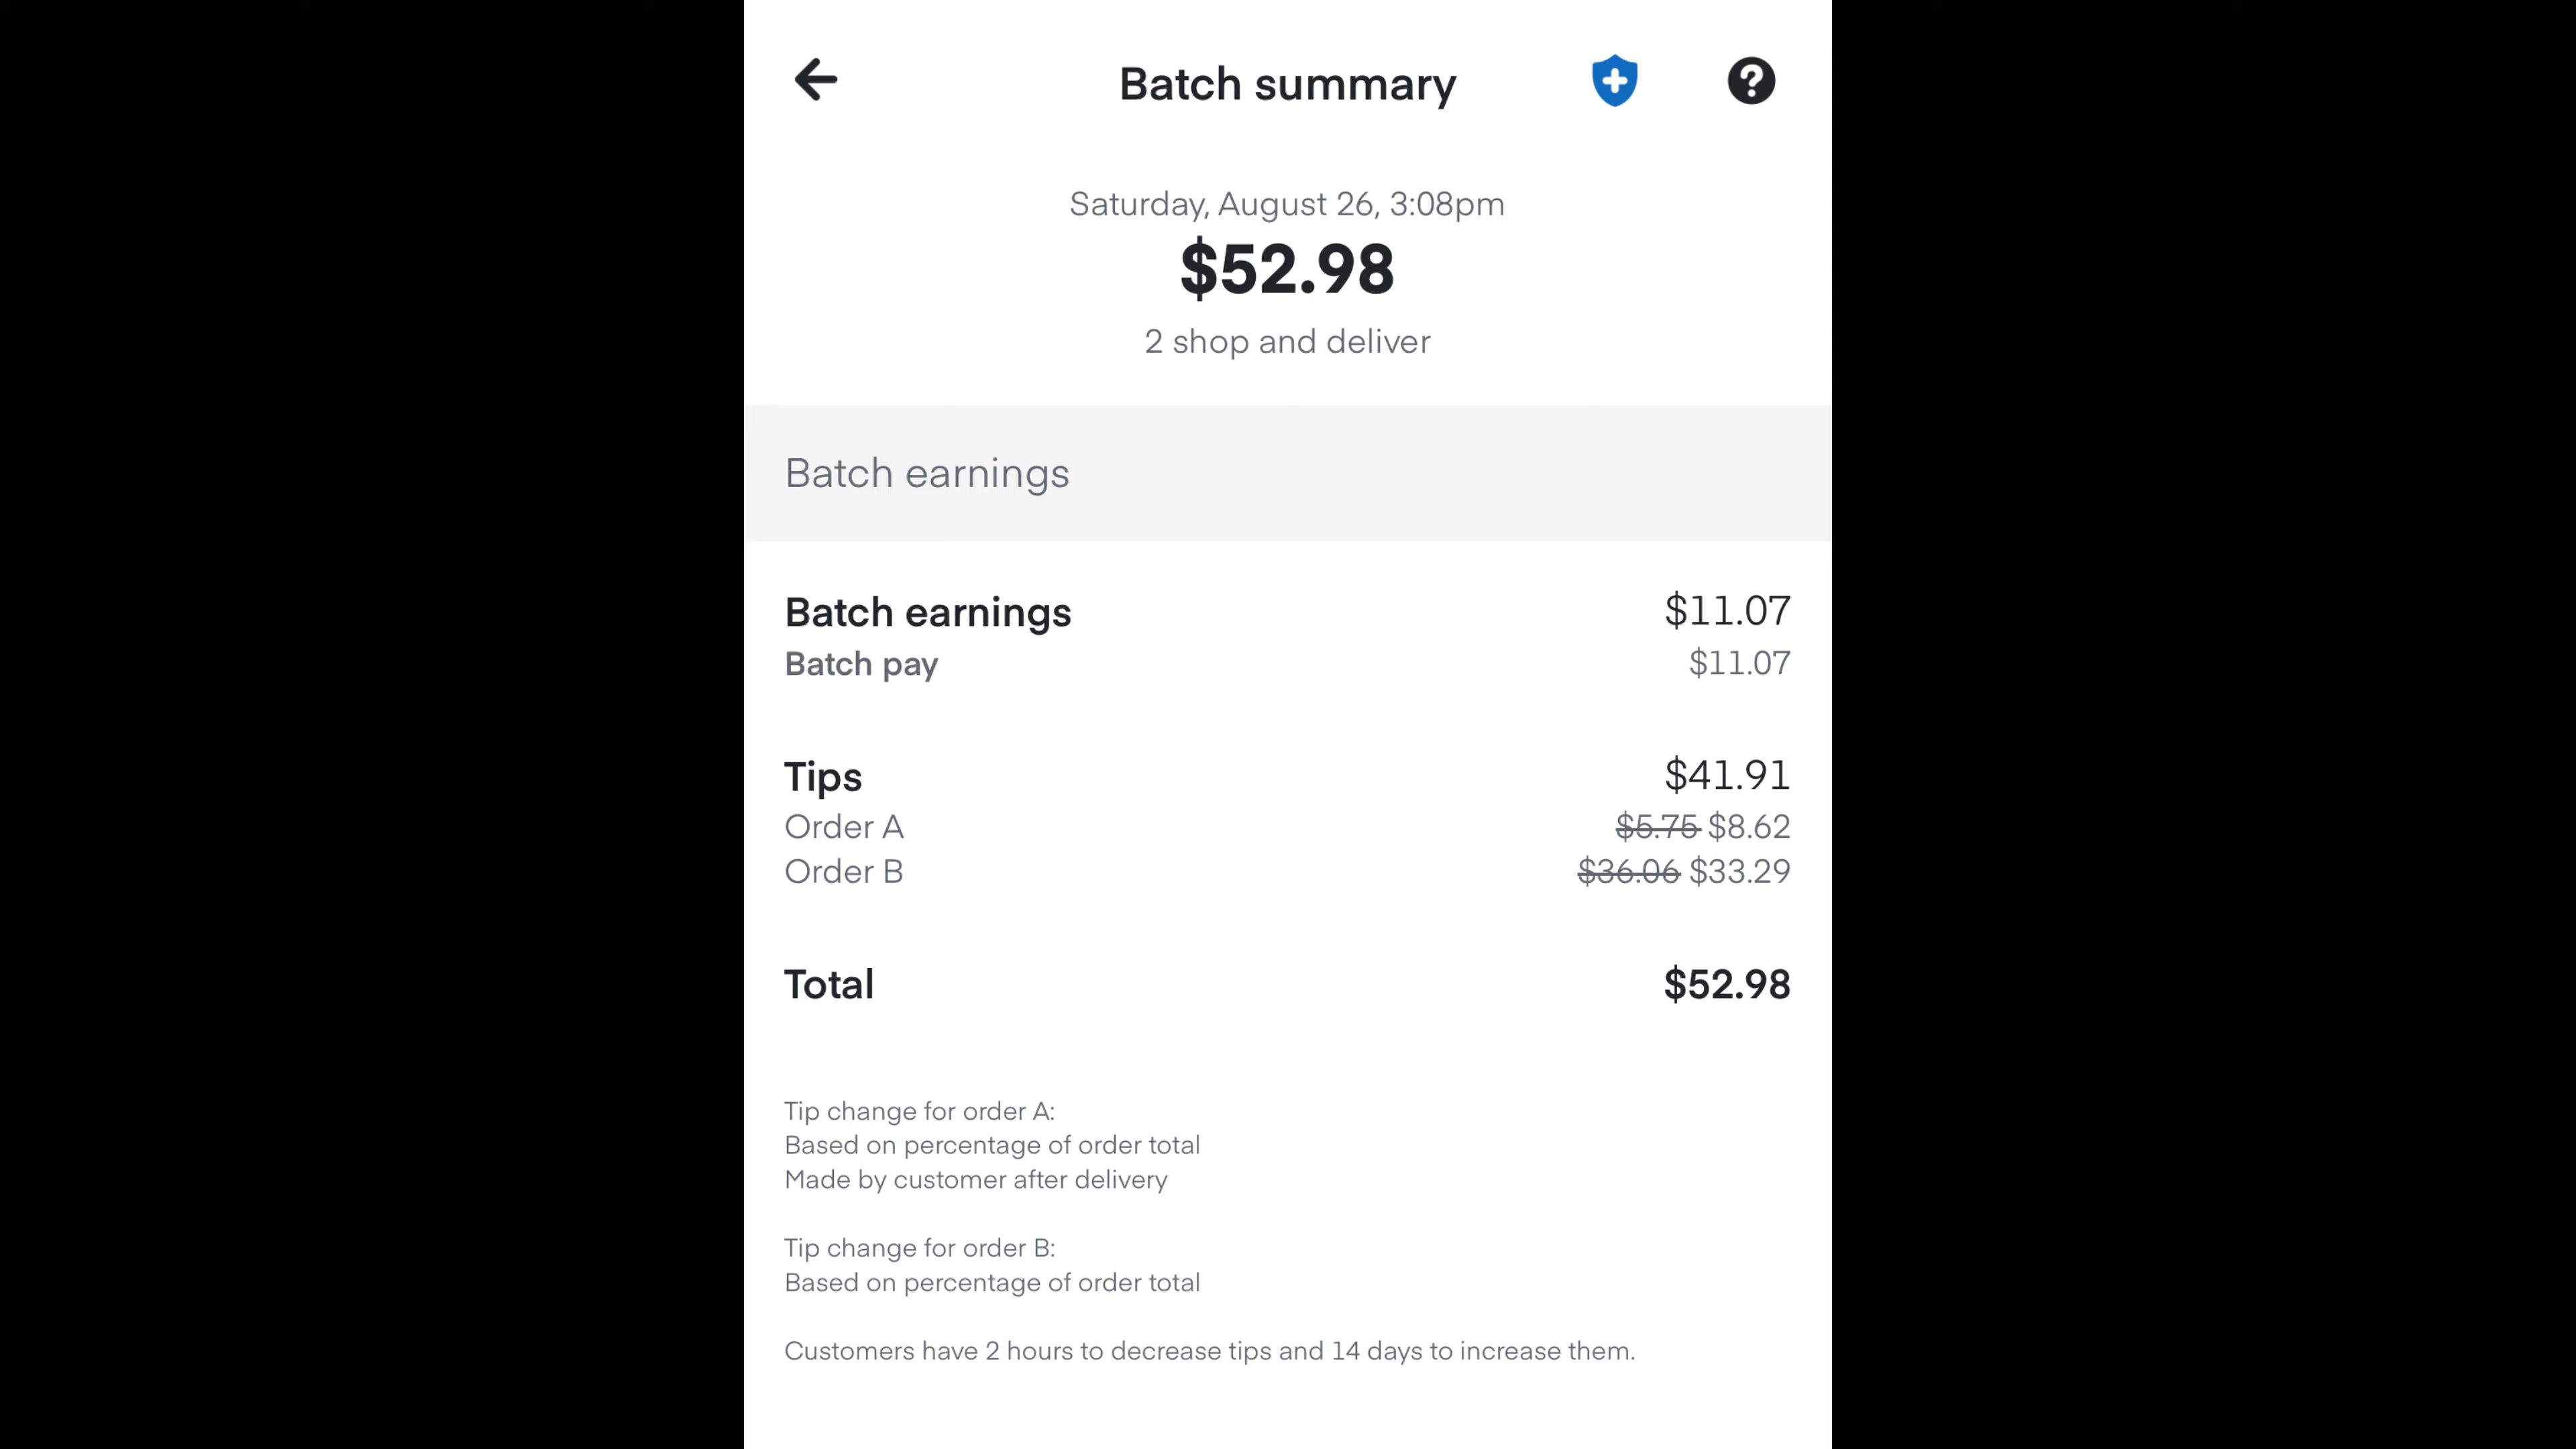 Batch summary
Saturday, August 26, 3:08pm
$52.98
2 shop and deliver
Batch earnings
Batch earnings $11.07
Batch pay $11.07
Tips $41.91
Order A $5.75 $8.62
Order B $36.06 $33.29
Total $52.98
Tip change for order A:
Based on percentage of order total
Made by customer after delivery
Tip change for order B:
Based on percentage of order total
Customers have 2 hours to decrease tips and 14 days to increase them.